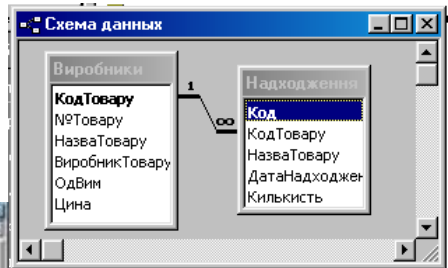 Схема данных
Виробники
КодТовару
№Товару
НазваТовару
ВиробникТовару
ОдВим
Цина
1
∞
Надходження
Код
КодТовару
НазваТовару
ДатаНадходжен
Килькисть